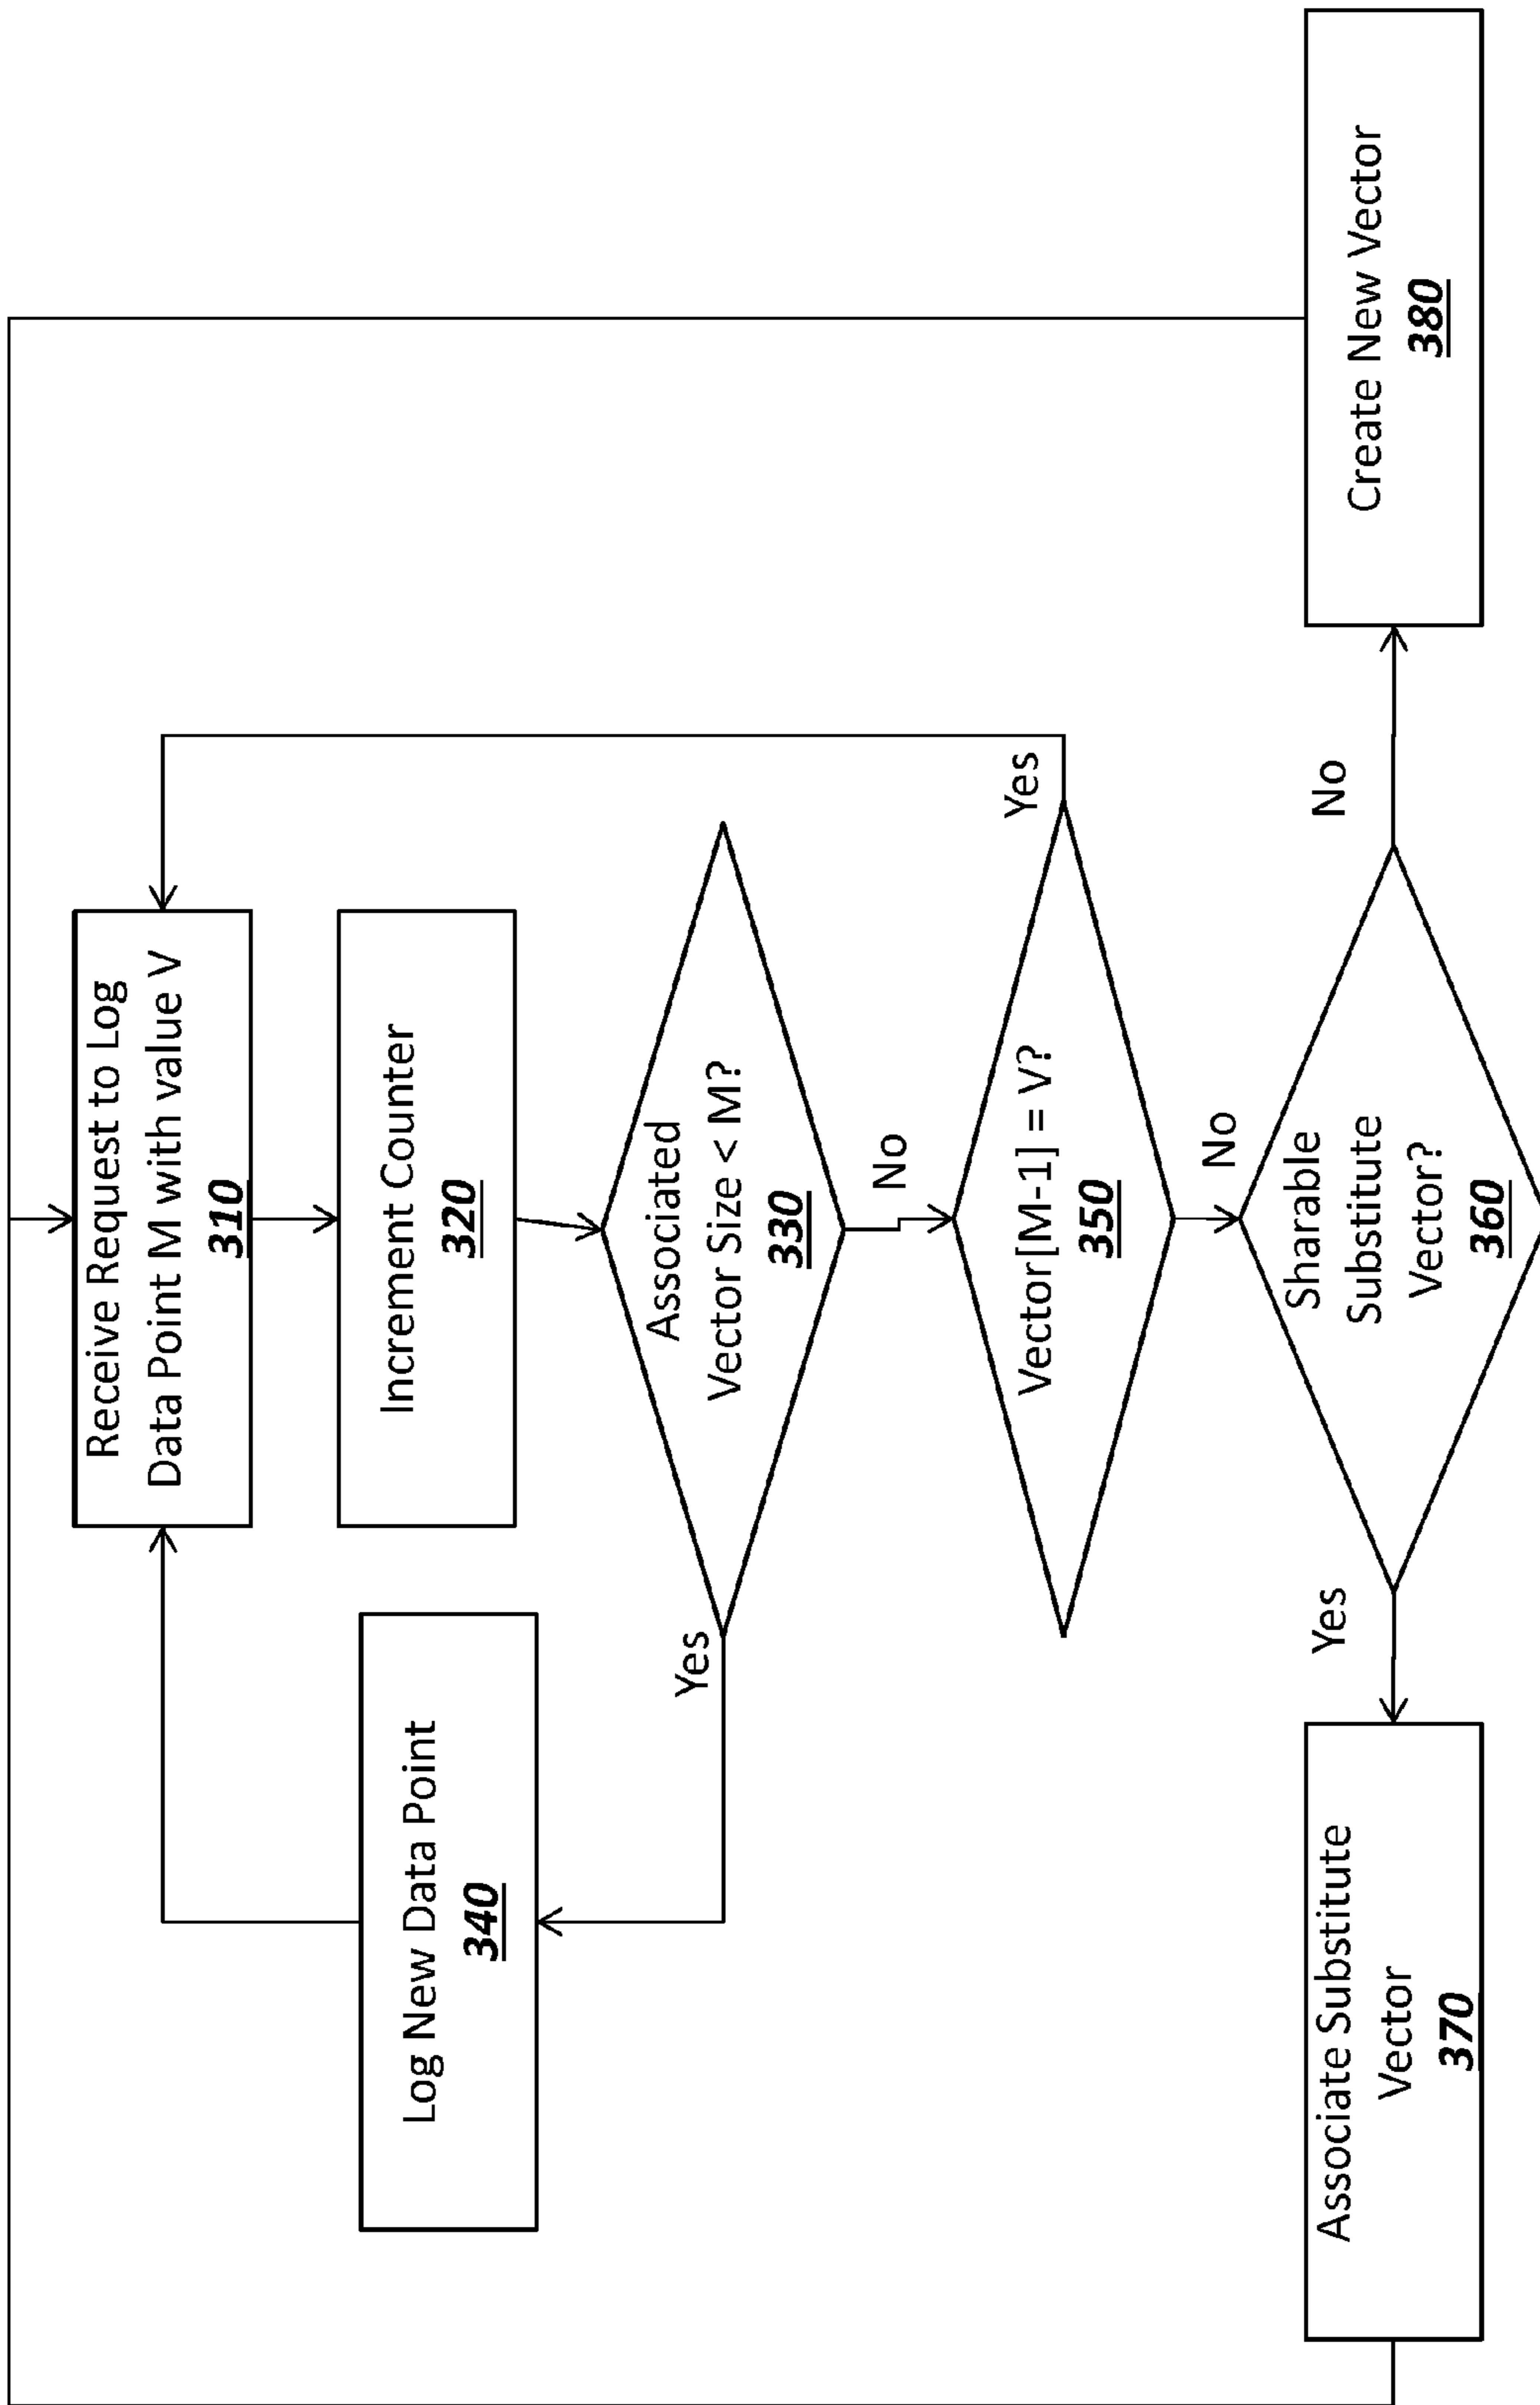 Receive Request to Log
Data Point M with value V
310
Increment Counter
320
Log New Data Point
340
Associated
Vector Size < M?
330
Yes
No
Vector[M-1] = V?
350
Yes
No
Sharable
Substitute
Vector?
360
Yes
No
Associate Substitute
Vector
370
Create New Vector
380